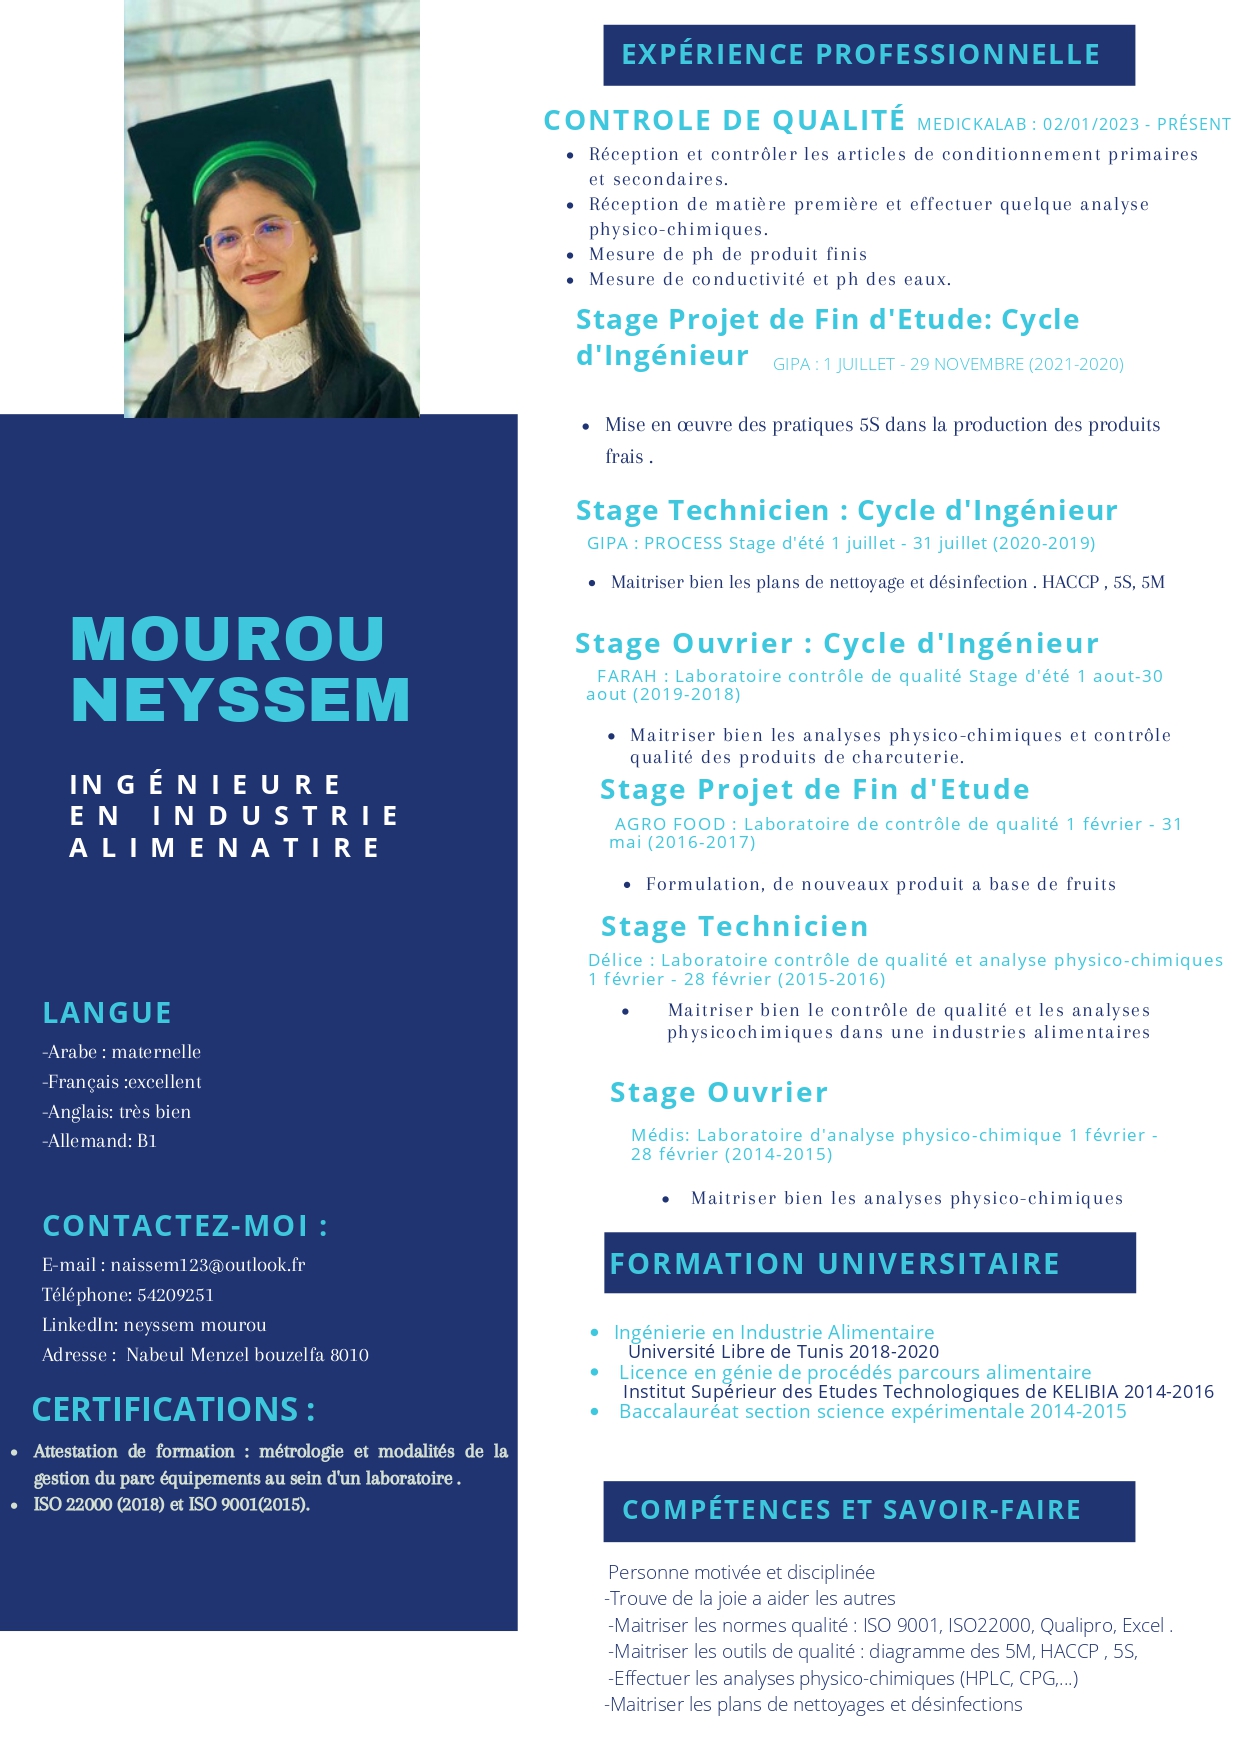 MOUROU
NEYSSEM
INGÉNIEURE
EN INDUSTRIE
ALIMENATIRE
LANGUE
-Arabe : maternelle
-Français :excellent
-Anglais: très bien
-Allemand: B1
CONTACTEZ-MOI :
E-mail : naissem123@outlook.fr
Téléphone: 54209251
LinkedIn: neyssem mourou
Adresse : Nabeul Menzel bouzelfa 8010
CERTIFICATIONS :
• Attestation de formation : métrologie et modalités de la
gestion du parc équipements au sein d'un laboratoire .
• ISO 22000 (2018) et ISO 9001(2015).
EXPÉRIENCE PROFESSIONNELLE
CONTROLE DE QUALITÉ MEDICKALAB : 02/01/2023 - PRÉSENT
• Réception et contrôler les articles de conditionnement primaires
et secondaires.
• Réception de matière première et effectuer quelque analyse
physico-chimiques.
• Mesure de ph de produit finis
• Mesure de conductivité et ph des eaux.
Stage Projet de Fin d'Etude: Cycle
d'Ingénieur GIPA : 1 JUILLET - 29 NOVEMBRE (2021-2020)
• Mise en œuvre des pratiques 5S dans la production des produits
frais .
Stage Technicien : Cycle d'Ingénieur
GIPA : PROCESS Stage d'été 1 juillet - 31 juillet (2020-2019)
• Maitriser bien les plans de nettoyage et désinfection . HACCP , 5S, 5M
Stage Ouvrier : Cycle d'Ingénieur
FARAH : Laboratoire contrôle de qualité Stage d'été 1 aout-30
aout (2019-2018)
• Maitriser bien les analyses physico-chimiques et contrôle
qualité des produits de charcuterie.
Stage Projet de Fin d'Etude
AGRO FOOD : Laboratoire de contrôle de qualité 1 février - 31
mai (2016-2017)
• Formulation, de nouveaux produit a base de fruits
Stage Technicien
Délice : Laboratoire contrôle de qualité et analyse physico-chimiques
1 février - 28 février (2015-2016)
• Maitriser bien le contrôle de qualité et les analyses
physicochimiques dans une industries alimentaires
Stage Ouvrier
Médis: Laboratoire d'analyse physico-chimique 1 février -
28 février (2014-2015)
• Maitriser bien les analyses physico-chimiques
FORMATION UNIVERSITAIRE
• Ingénierie en Industrie Alimentaire
Université Libre de Tunis 2018-2020
• Licence en génie de procédés parcours alimentaire
Institut Supérieur des Etudes Technologiques de KELIBIA 2014-2016
• Baccalauréat section science expérimentale 2014-2015
COMPÉTENCES ET SAVOIR-FAIRE
Personne motivée et disciplinée
-Trouve de la joie a aider les autres
-Maitriser les normes qualité : ISO 9001, ISO22000, Qualipro, Excel .
-Maitriser les outils de qualité : diagramme des 5M, HACCP , 5S,
-Effectuer les analyses physico-chimiques (HPLC, CPG,...)
-Maitriser les plans de nettoyages et désinfections